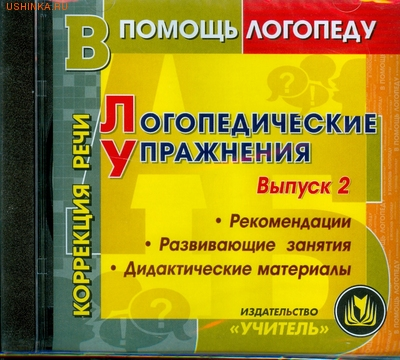 USHINKA.RU
В ПОМОЩЬ ЛОГОПЕДУ
КОРРЕКЦИЯ РЕЧИ
ЛОГОПЕДИЧЕСКИЕ
УПРАЖНЕНИЯ
Выпуск 2
• Рекомендации
• Развивающие занятия
• Дидактические материалы
ИЗДАТЕЛЬСТВО
«УЧИТЕЛЬ»